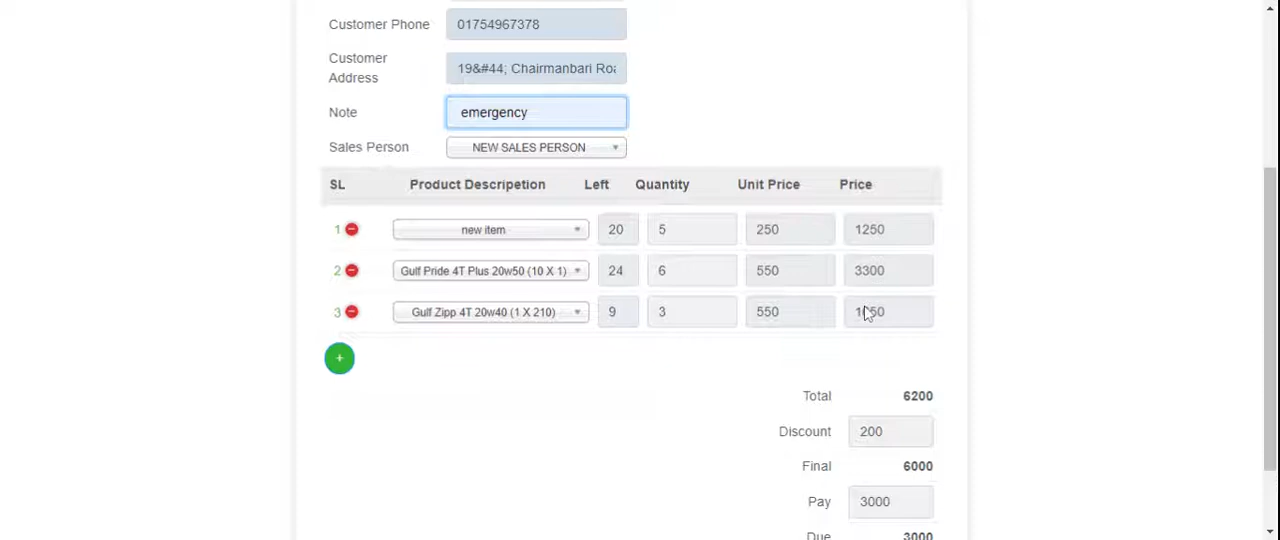 Customer Phone 01754967378
Customer
Address
19&#44; Chairmanbari Roa
Note emergency
Sales Person NEW SALES PERSON
SL Product Descripetion Left Quantity Unit Price Price
1 new item 20 5 250 1250
2 Gulf Pride 4T Plus 20w50 (10 X 1) 24 6 550 3300
3 Gulf Zipp 4T 20w40 (1 X 210) 9 3 550
+
Total 6200
Discount 200
Final 6000
Pay 3000
Due 3000